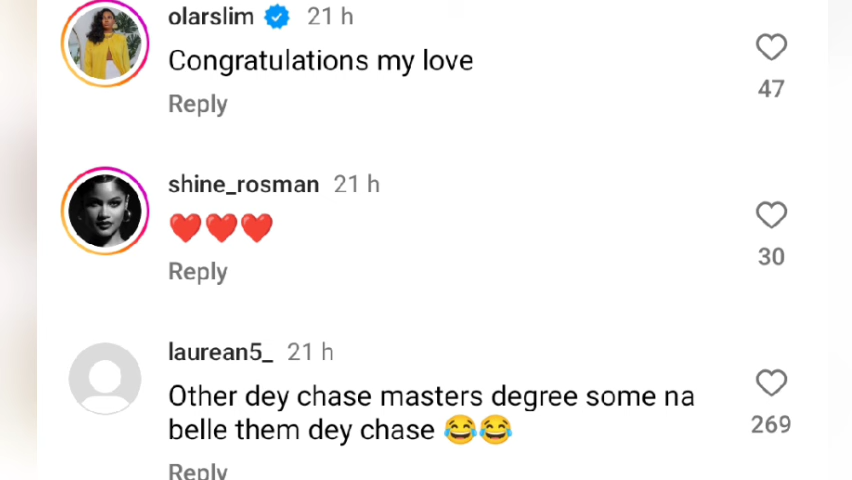 olarslim 21 h
Congratulations my love
47
Reply
shine_rosman 21 h
❤️❤️❤️
30
Reply
laurean5_ 21 h
Other dey chase masters degree some na
belle them dey chase 😂😂
269
Reply